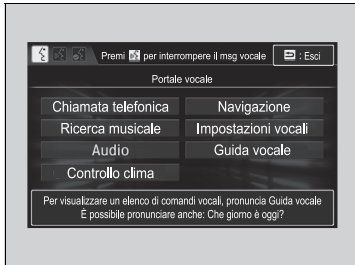 Premi per interrompere il msg vocale : Esci
Portale vocale
Chiamata telefonica Navigazione
Ricerca musicale Impostazioni vocali
Audio Guida vocale
Controllo clima
Per visualizzare un elenco di comandi vocali, pronuncia Guida vocale
È possibile pronunciare anche: Che giorno è oggi?